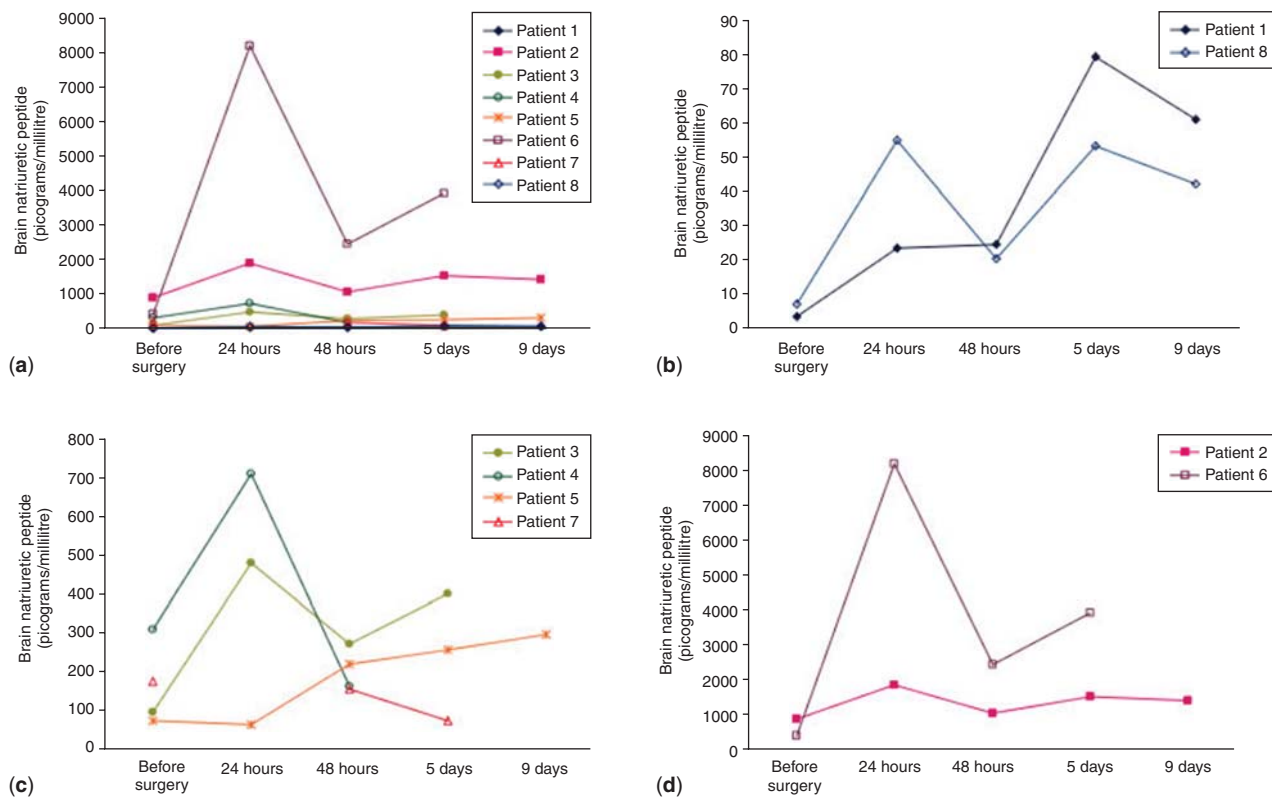 Brain natriuretic peptide
(picograms/millilitre)
9000
8000
7000
6000
5000
4000
3000
2000
1000
0
Before
surgery
24 hours
48 hours
5 days
9 days
Patient 1
Patient 2
Patient 3
Patient 4
Patient 5
Patient 6
Patient 7
Patient 8
(a)
Brain natriuretic peptide
(picograms/millilitre)
90
80
70
60
50
40
30
20
10
0
Before
surgery
24 hours
48 hours
5 days
9 days
Patient 1
Patient 8
(b)
Brain natriuretic peptide
(picograms/millilitre)
800
700
600
500
400
300
200
100
0
Before
surgery
24 hours
48 hours
5 days
9 days
Patient 3
Patient 4
Patient 5
Patient 7
(c)
Brain natriuretic peptide
(picograms/millilitre)
9000
8000
7000
6000
5000
4000
3000
2000
1000
0
Before
surgery
24 hours
48 hours
5 days
9 days
Patient 2
Patient 6
(d)